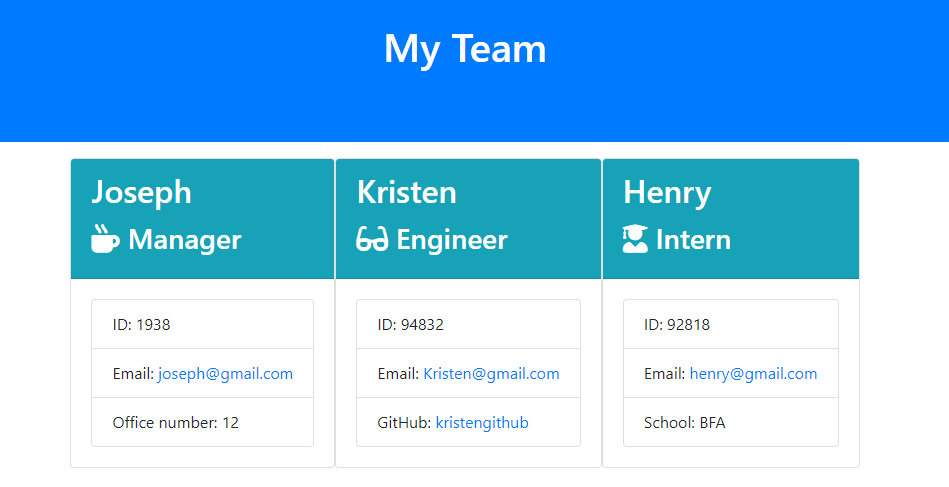 My Team
Joseph
Manager
ID: 1938
Email: joseph@gmail.com
Office number: 12
Kristen
Engineer
ID: 94832
Email: Kristen@gmail.com
GitHub: kristengithub
Henry
Intern
ID: 92818
Email: henry@gmail.com
School: BFA